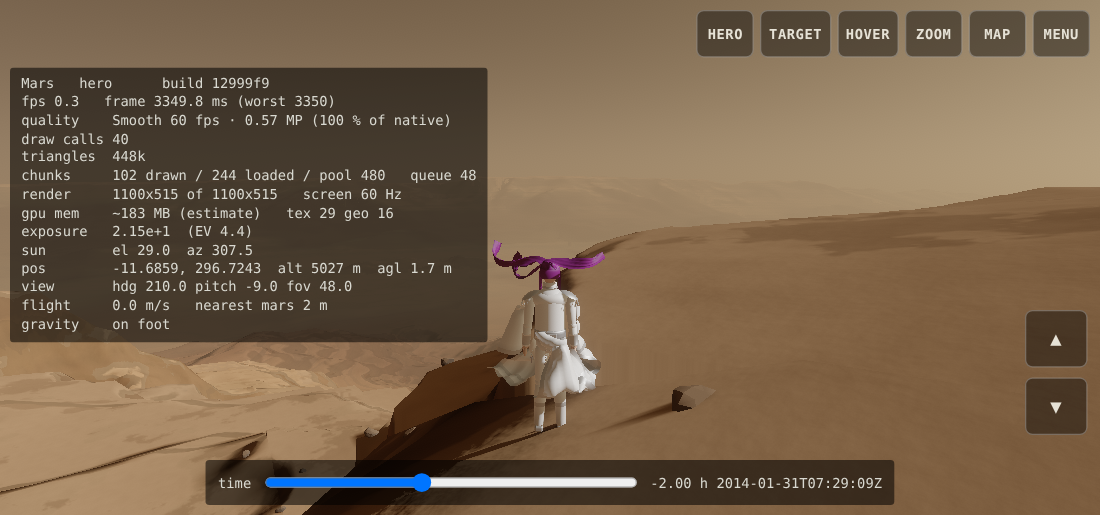 HERO TARGET HOVER ZOOM MAP MENU
Mars hero build 12999f9
fps 0.3 frame 3349.8 ms (worst 3350)
quality Smooth 60 fps · 0.57 MP (100 % of native)
draw calls 40
triangles 448k
chunks 102 drawn / 244 loaded / pool 480 queue 48
render 1100x515 of 1100x515 screen 60 Hz
gpu mem ~183 MB (estimate) tex 29 geo 16
exposure 2.15e+1 (EV 4.4)
sun el 29.0 az 307.5
pos -11.6859, 296.7243 alt 5027 m agl 1.7 m
view hdg 210.0 pitch -9.0 fov 48.0
flight 0.0 m/s nearest mars 2 m
gravity on foot
▲
▼
time -2.00 h 2014-01-31T07:29:09Z